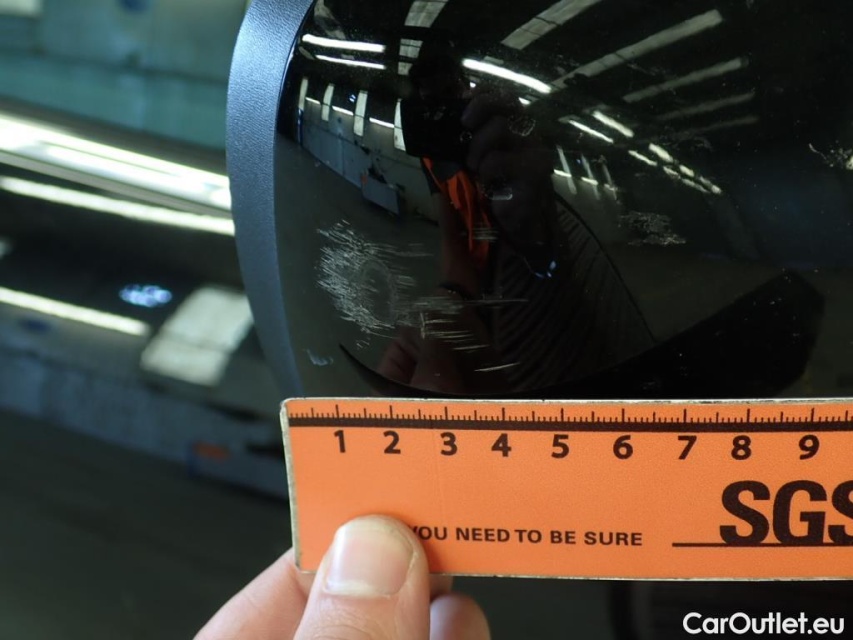 1 2 3 4 5 6 7 8 9
SGS
YOU NEED TO BE SURE
CarOutlet.eu